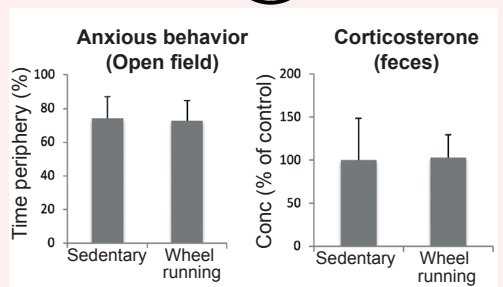 Anxious behavior
(Open field)
Time periphery (%)
100
80
60
40
20
0
Sedentary
Wheel
running
Corticosterone
(feces)
Conc (% of control)
200
150
100
50
0
Sedentary
Wheel
running